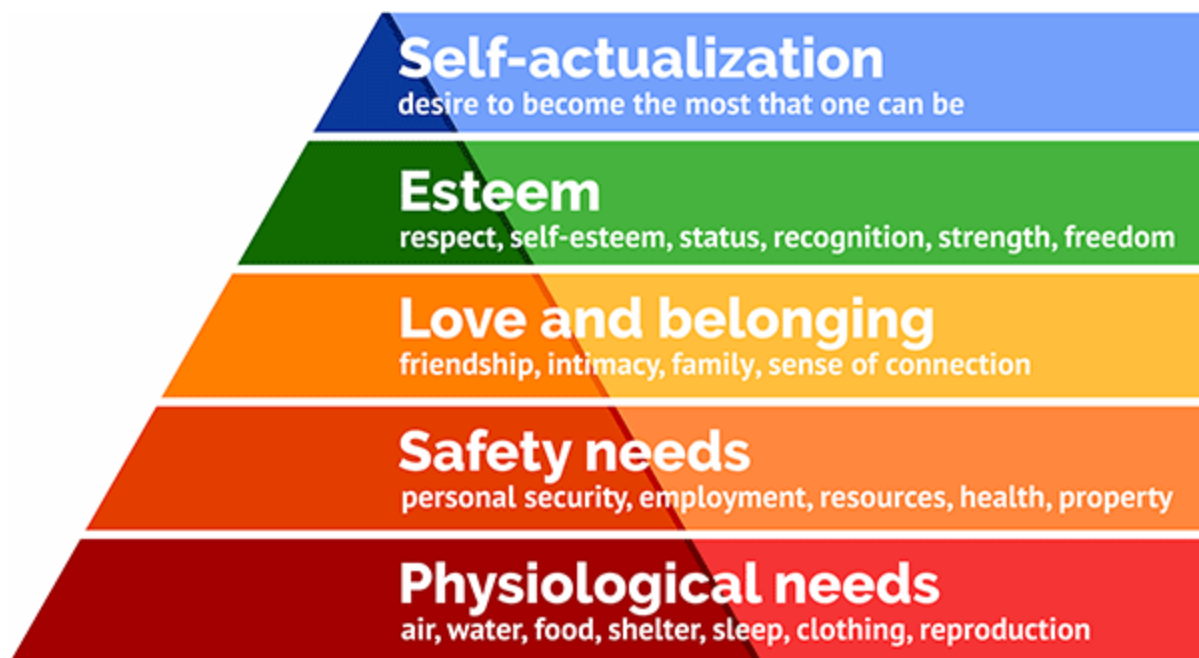 Self-actualization
desire to become the most that one can be
Esteem
respect, self-esteem, status, recognition, strength, freedom
Love and belonging
friendship, intimacy, family, sense of connection
Safety needs
personal security, employment, resources, health, property
Physiological needs
air, water, food, shelter, sleep, clothing, reproduction